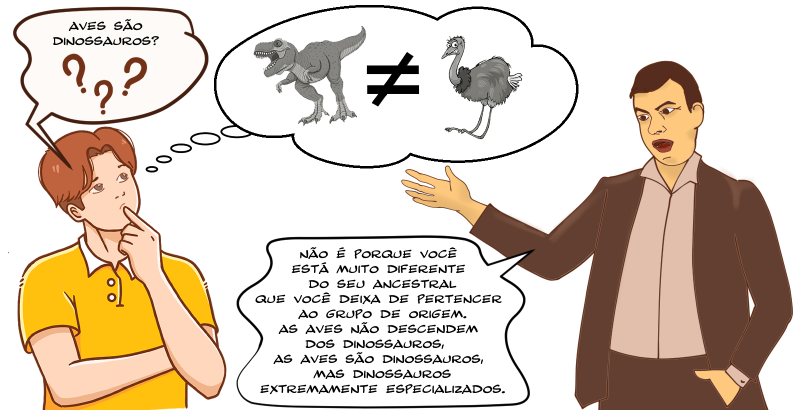 AVES SÃO
DINOSSAUROS?
? ? ?
≠
NÃO É PORQUE VOCÊ
ESTÁ MUITO DIFERENTE
DO SEU ANCESTRAL
QUE VOCÊ DEIXA DE PERTENCER
AO GRUPO DE ORIGEM.
AS AVES NÃO DESCENDEM
DOS DINOSSAUROS,
AS AVES SÃO DINOSSAUROS,
MAS DINOSSAUROS
EXTREMAMENTE ESPECIALIZADOS.